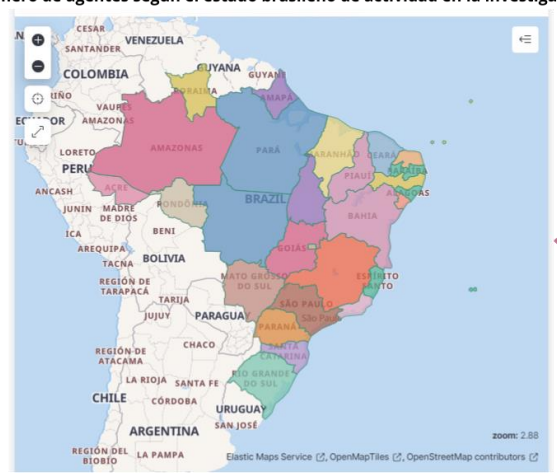 agentes según el estado brasileño de actividad en la
CESAR
SANTANDER
VENEZUELA
COLOMBIA
GUYANA
GUYANE
RORAIMA
AMAPÁ
VAUPÉS
AMAZONAS
ECUADOR
LORETO
AMAZONAS
PARÁ
MARANHÃO
CEARÁ
PERU
PIAUÍ
PARAÍBA
ACRE
ALAGOAS
ANCASH
RONDÔNIA
BRAZIL
JUNIN
MADRE
DE DIOS
BAHIA
ICA
BENI
AREQUIPA
GOIÁS
TACNA
BOLIVIA
REGIÓN DE
TARAPACÁ
MATO GROSSO
DO SUL
ESPÍRITO
SANTO
TARIJA
SÃO PAULO
São Paulo
JUJUY
PARAGUAY
PARANÁ
CHACO
SANTA
CATARINA
REGIÓN DE
ATACAMA
RIO GRANDE
DO SUL
LA RIOJA
SANTA FE
CHILE
CÓRDOBA
URUGUAY
SAN JOSÉ
ARGENTINA
zoom: 2.88
REGIÓN DEL
BIOBÍO
LA PAMPA
Elastic Maps Service, OpenMapTiles, OpenStreetMap contributors